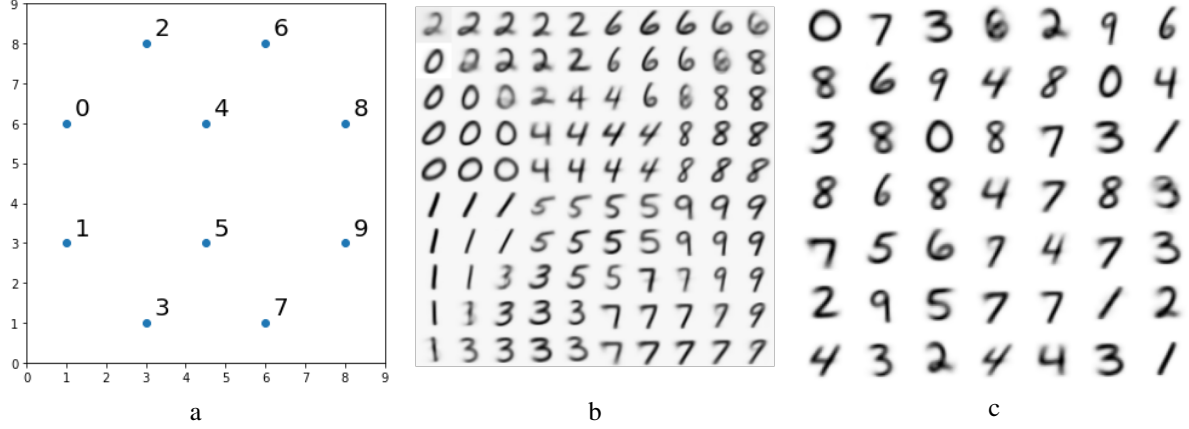 9
2 6
8
7
0 4 8
6
5
4
1 5 9
3
2
3 7
1
0
0 1 2 3 4 5 6 7 8 9
a
2 2 2 2 2 6 6 6 6 6
0 2 2 2 2 6 6 6 6 8
0 0 0 2 4 4 6 8 8
0 0 0 4 4 4 4 8 8 8
0 0 0 4 4 4 4 8 8 8
1 1 1 5 5 5 5 9 9 9
1 1 1 5 5 5 5 9 9 9
1 1 3 3 5 5 7 7 9 9
1 3 3 3 3 7 7 7 7 9
1 3 3 3 3 7 7 7 7 9
b
0 7 3 2 9 6
8 6 9 4 8 0 4
3 8 0 8 7 3 1
8 6 8 4 7 8 3
7 5 6 7 4 7 3
2 9 5 7 7 1 2
4 3 2 4 4 3 1
c